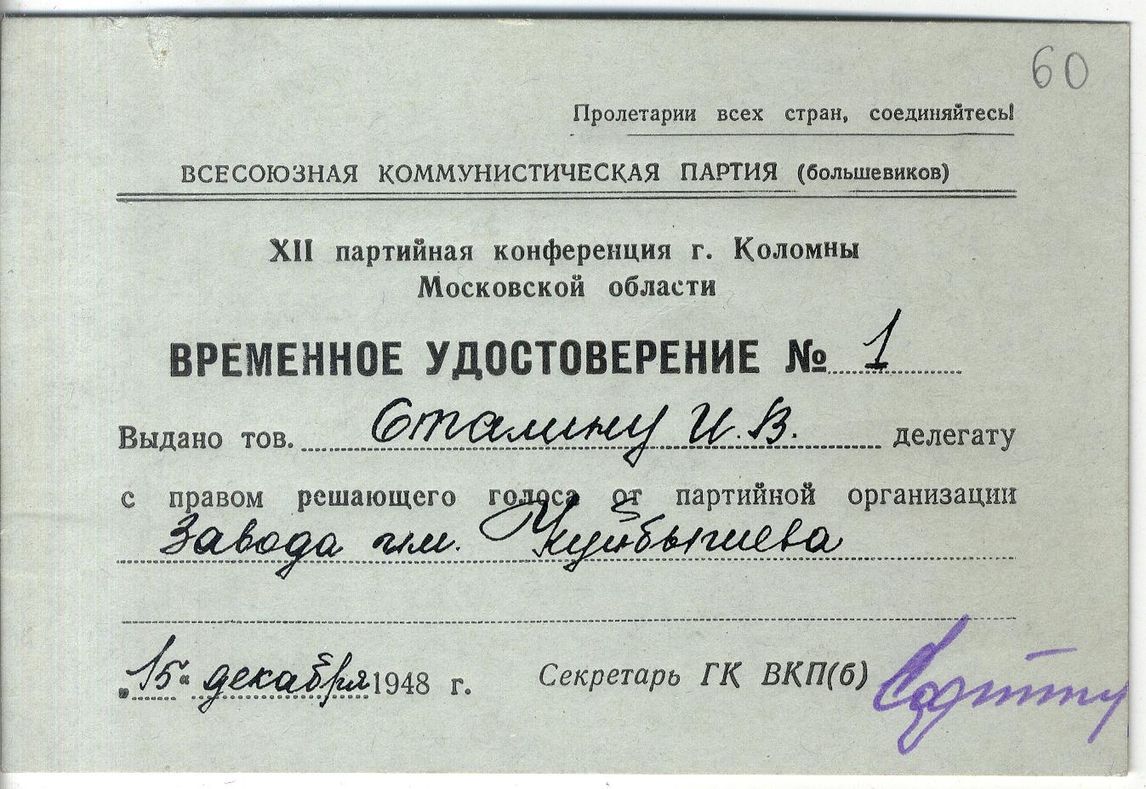 60
Пролетарии всех стран, соединяйтесь!
ВСЕСОЮЗНАЯ КОММУНИСТИЧЕСКАЯ ПАРТИЯ (большевиков)
XII партийная конференция г. Коломны
Московской области
ВРЕМЕННОЕ УДОСТОВЕРЕНИЕ № 1
Выдано тов. Сталину И. В. делегату
с правом решающего голоса от партийной организации
Завода им. Куйбышева
„15“ декабря 1948 г. Секретарь ГК ВКП(б)